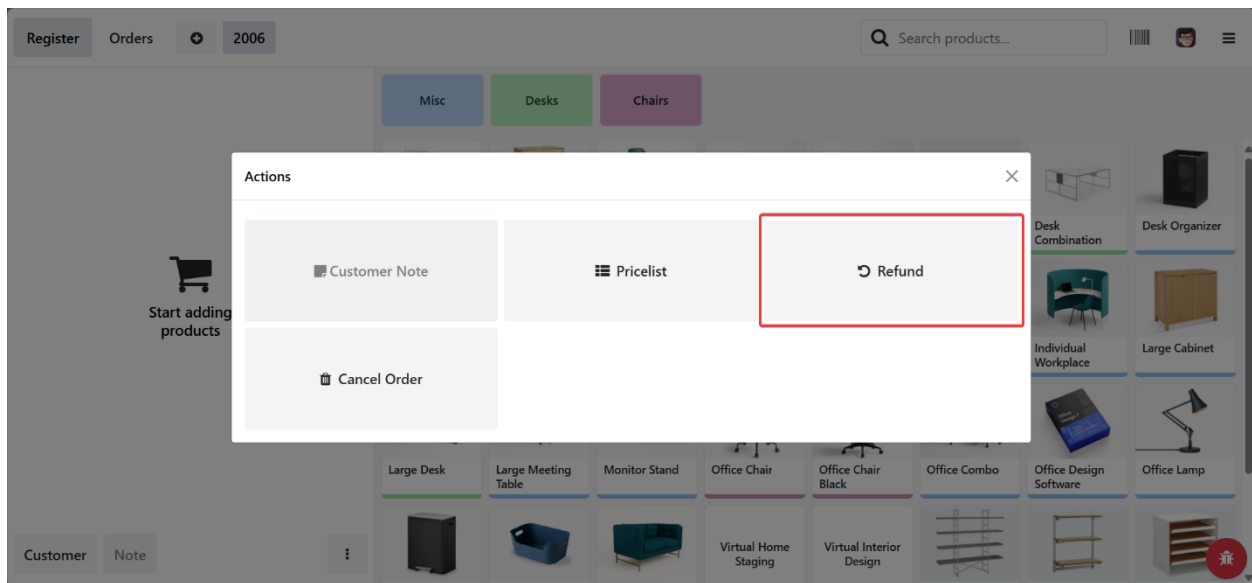 Register
Orders
2006
Search products...
Misc
Desks
Chairs
Actions
Customer Note
Pricelist
Refund
Cancel Order
Start adding
products
Desk
Combination
Desk Organizer
Individual
Workplace
Large Cabinet
Large Desk
Large Meeting
Table
Monitor Stand
Office Chair
Office Chair
Black
Office Combo
Office Design
Software
Office Lamp
Virtual Home
Staging
Virtual Interior
Design
Customer
Note